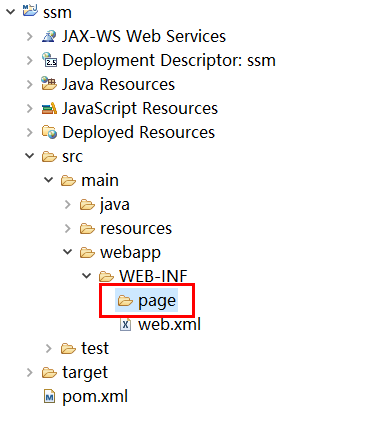 ssm
JAX-WS Web Services
Deployment Descriptor: ssm
Java Resources
JavaScript Resources
Deployed Resources
src
main
java
resources
webapp
WEB-INF
page
web.xml
test
target
pom.xml